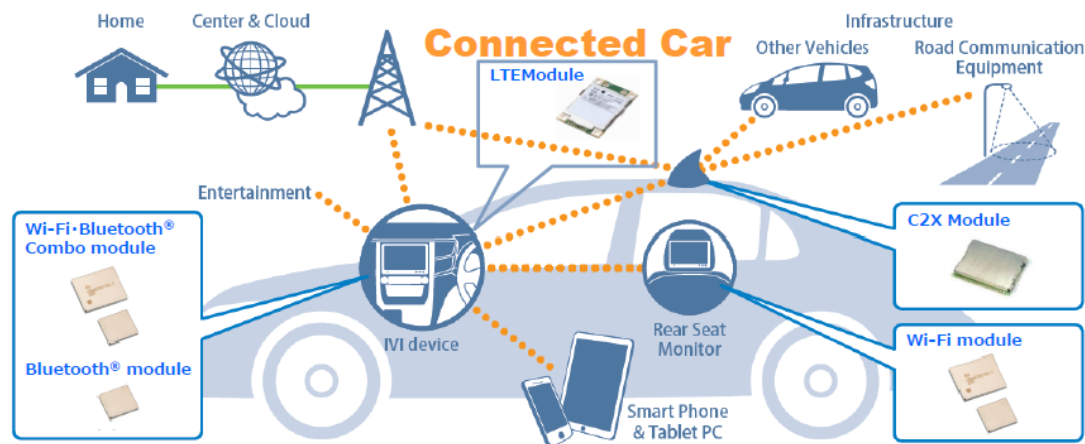 Home
Center & Cloud
Connected Car
Infrastructure
Other Vehicles
Road Communication
Equipment
LTEModule
Entertainment
Wi-Fi･Bluetooth®
Combo module
Bluetooth® module
IVI device
Rear Seat
Monitor
Smart Phone
& Tablet PC
C2X Module
Wi-Fi module